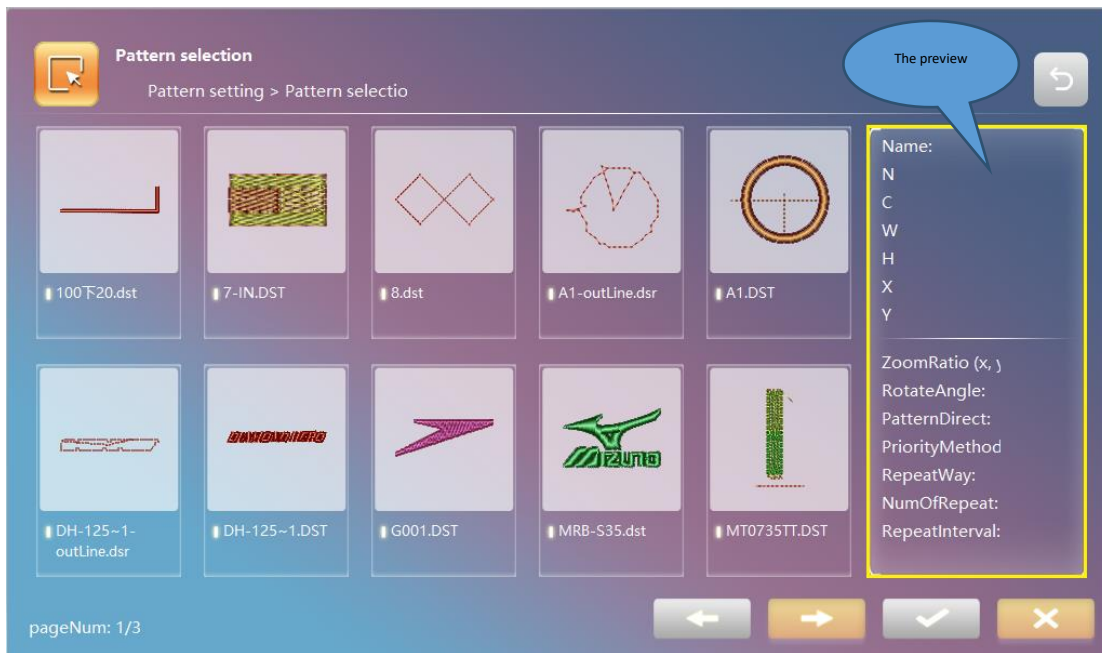 Pattern selection
Pattern setting > Pattern selectio
The preview
100下20.dst
7-IN.DST
8.dst
A1-outLine.dsr
A1.DST
DH-125~1-
outLine.dsr
DH-125~1.DST
G001.DST
MIZUNO
MRB-S35.dst
MT0735TT.DST
Name:
N
C
W
H
X
Y
ZoomRatio (x, y
RotateAngle:
PatternDirect:
PriorityMethod
RepeatWay:
NumOfRepeat:
RepeatInterval:
pageNum: 1/3